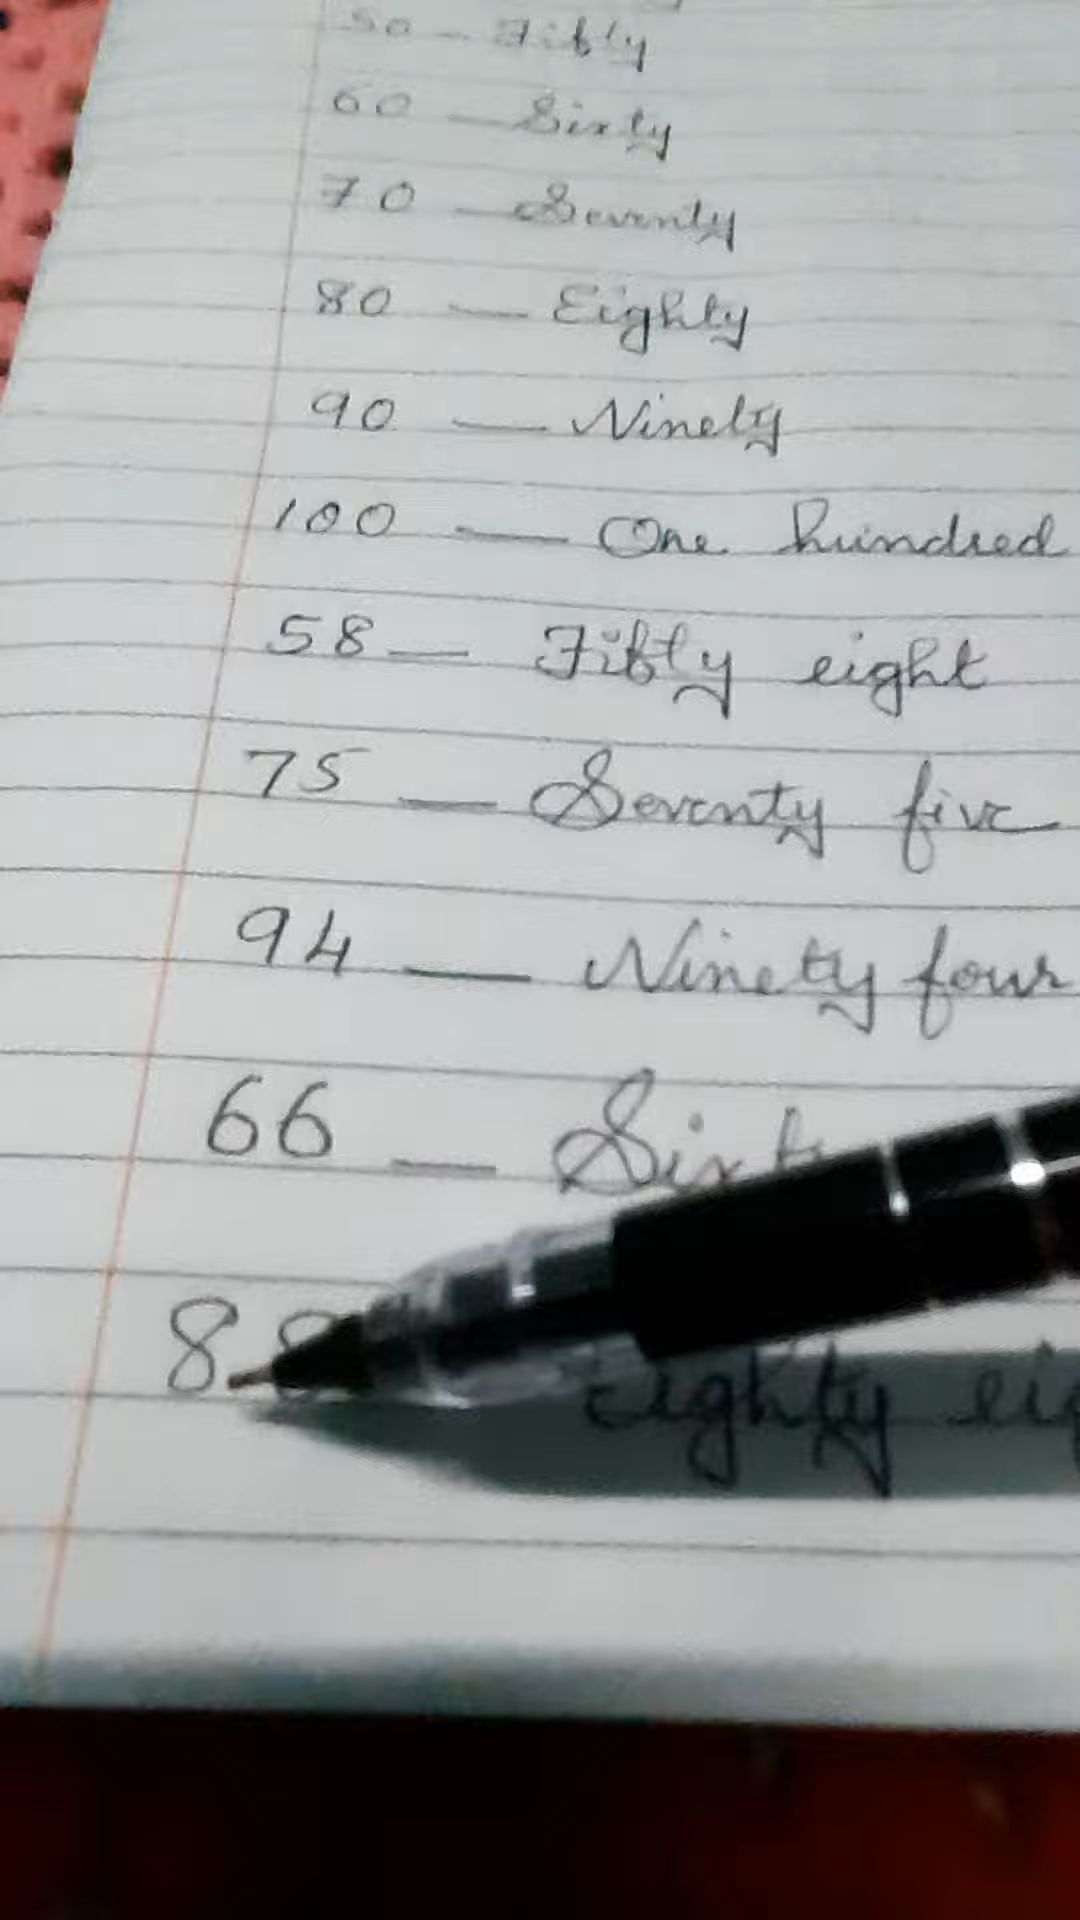 50 - Fifty
60 — Sixty
70 — Seventy
80 — Eighty
90 — Ninety
100 — One hundred
58 — Fifty eight
75 — Seventy five
94 — Ninety four
66 —
88 Eighty